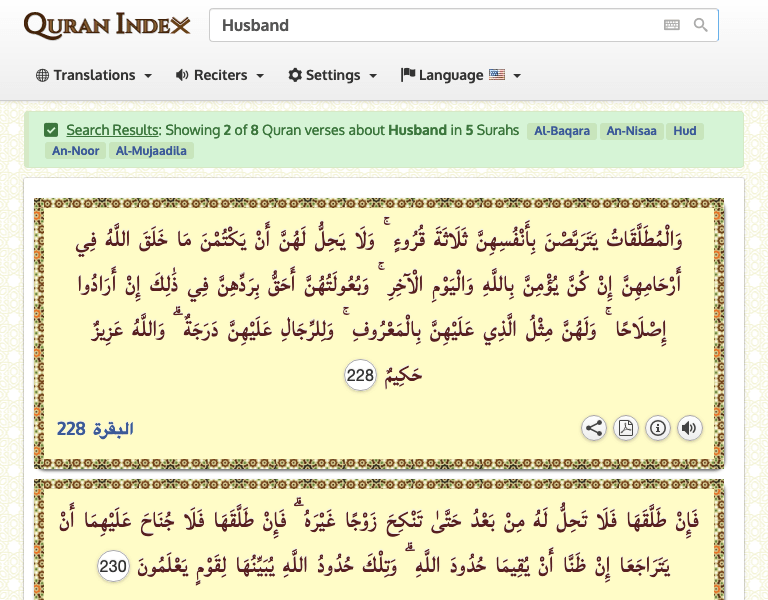 Quran Index
Husband
Translations Reciters Settings Language
Search Results: Showing 2 of 8 Quran verses about Husband in 5 Surahs Al-Baqara An-Nisaa Hud
An-Noor Al-Mujaadila
وَالْمُطَلَّقَاتُ يَتَرَبَّصْنَ بِأَنْفُسِهِنَّ ثَلَاثَةَ قُرُوءٍ ۚ وَلَا يَحِلُّ لَهُنَّ أَنْ يَكْتُمْنَ مَا خَلَقَ اللَّهُ فِي
أَرْحَامِهِنَّ إِنْ كُنَّ يُؤْمِنَّ بِاللَّهِ وَالْيَوْمِ الْآخِرِ ۚ وَبُعُولَتُهُنَّ أَحَقُّ بِرَدِّهِنَّ فِي ذَٰلِكَ إِنْ أَرَادُوا
إِصْلَاحًا ۚ وَلَهُنَّ مِثْلُ الَّذِي عَلَيْهِنَّ بِالْمَعْرُوفِ ۚ وَلِلرِّجَالِ عَلَيْهِنَّ دَرَجَةٌ ۗ وَاللَّهُ عَزِيزٌ
حَكِيمٌ 228
البقرة 228
فَإِنْ طَلَّقَهَا فَلَا تَحِلُّ لَهُ مِنْ بَعْدُ حَتَّىٰ تَنْكِحَ زَوْجًا غَيْرَهُ ۗ فَإِنْ طَلَّقَهَا فَلَا جُنَاحَ عَلَيْهِمَا أَنْ
يَتَرَاجَعَا إِنْ ظَنَّا أَنْ يُقِيمَا حُدُودَ اللَّهِ ۗ وَتِلْكَ حُدُودُ اللَّهِ يُبَيِّنُهَا لِقَوْمٍ يَعْلَمُونَ 230